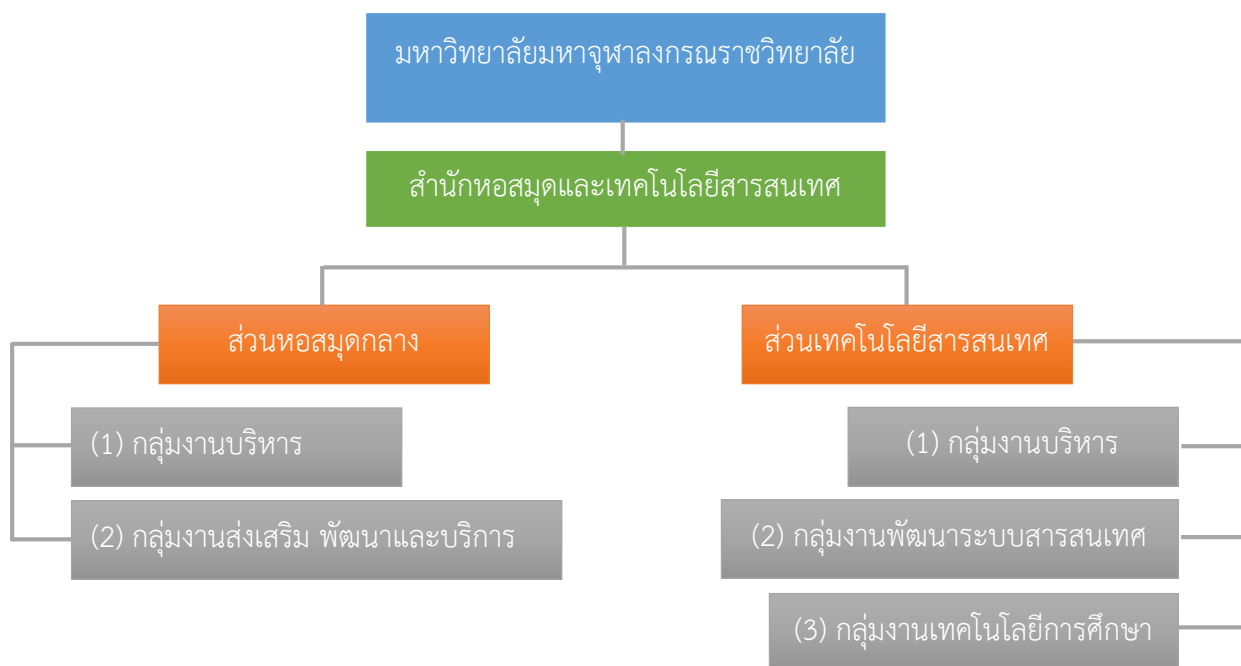 มหาวิทยาลัยมหาจุฬาลงกรณราชวิทยาลัย
สำนักหอสมุดและเทคโนโลยีสารสนเทศ
ส่วนหอสมุดกลาง
(1) กลุ่มงานบริหาร
(2) กลุ่มงานส่งเสริม พัฒนาและบริการ
ส่วนเทคโนโลยีสารสนเทศ
(1) กลุ่มงานบริหาร
(2) กลุ่มงานพัฒนาระบบสารสนเทศ
(3) กลุ่มงานเทคโนโลยีการศึกษา